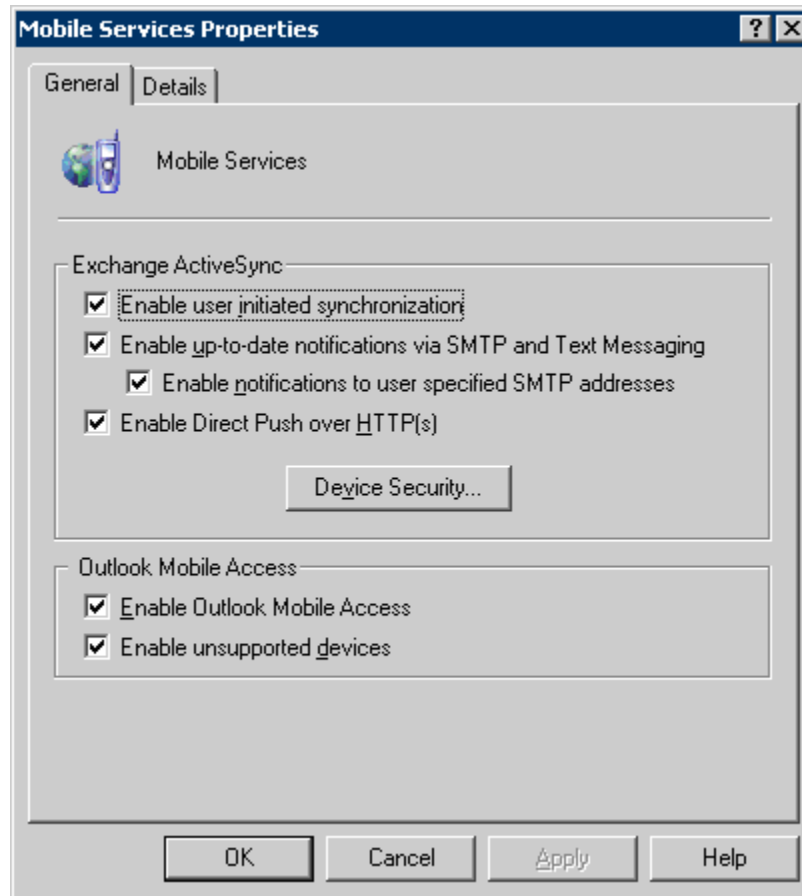 Mobile Services Properties
General
Details
Mobile Services
Exchange ActiveSync
Enable user initiated synchronization
Enable up-to-date notifications via SMTP and Text Messaging
Enable notifications to user specified SMTP addresses
Enable Direct Push over HTTP(s)
Device Security...
Outlook Mobile Access
Enable Outlook Mobile Access
Enable unsupported devices
OK
Cancel
Apply
Help